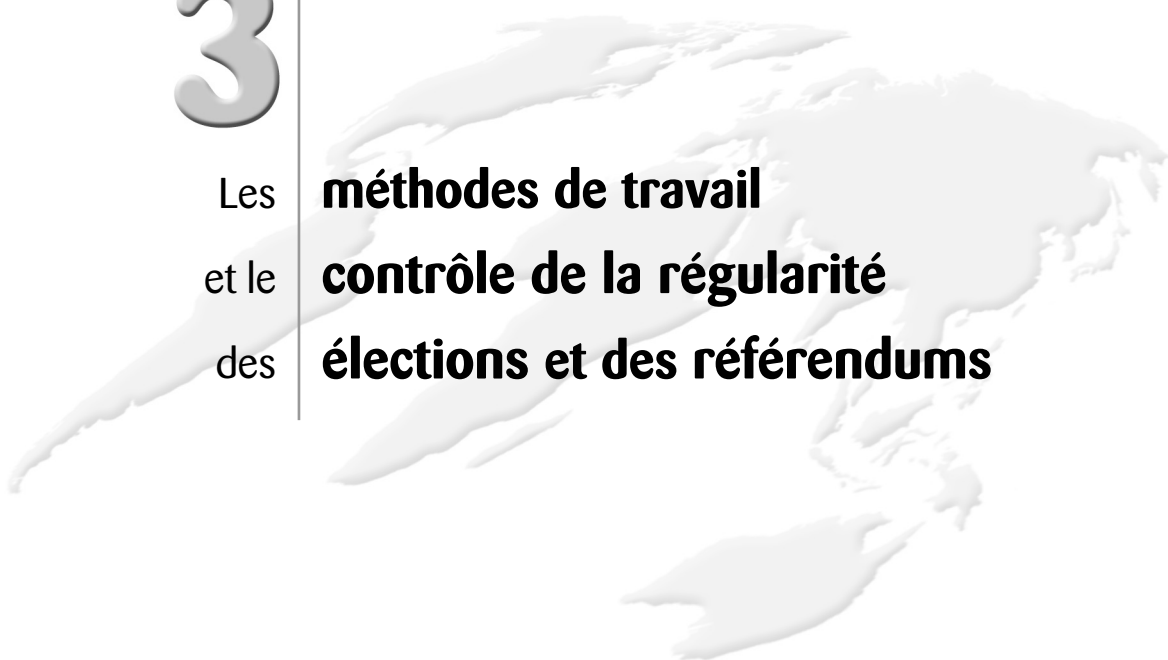 3
Les méthodes de travail
et le contrôle de la régularité
des élections et des référendums